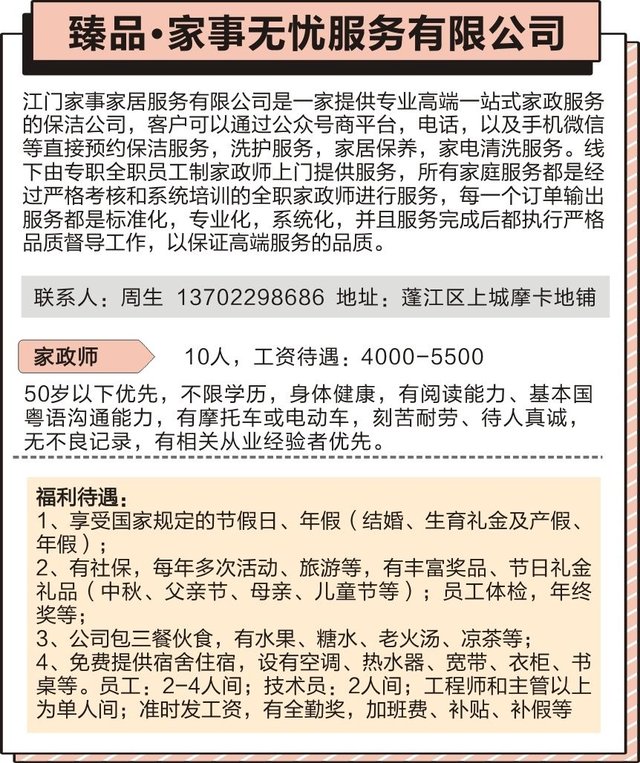 臻品·家事无忧服务有限公司
江门家事家居服务有限公司是一家提供专业高端一站式家政服务
的保洁公司，客户可以通过公众号商平台，电话，以及手机微信
等直接预约保洁服务，洗护服务，家居保养，家电清洗服务。线
下由专职全职员工制家政师上门提供服务，所有家庭服务都是经
过严格考核和系统培训的全职家政师进行服务，每一个订单输出
服务都是标准化，专业化，系统化，并且服务完成后都执行严格
品质督导工作，以保证高端服务的品质。
联系人：周生 13702298686 地址：蓬江区上城摩卡地铺
家政师 10人，工资待遇：4000-5500
50岁以下优先，不限学历，身体健康，有阅读能力、基本国
粤语沟通能力，有摩托车或电动车，刻苦耐劳、待人真诚，
无不良记录，有相关从业经验者优先。
福利待遇：
1、享受国家规定的节假日、年假（结婚、生育礼金及产假、
年假）；
2、有社保，每年多次活动、旅游等，有丰富奖品、节日礼金
礼品（中秋、父亲节、母亲、儿童节等）；员工体检，年终
奖等；
3、公司包三餐伙食，有水果、糖水、老火汤、凉茶等；
4、免费提供宿舍住宿，设有空调、热水器、宽带、衣柜、书
桌等。员工：2-4人间；技术员：2人间；工程师和主管以上
为单人间；准时发工资，有全勤奖，加班费、补贴、补假等